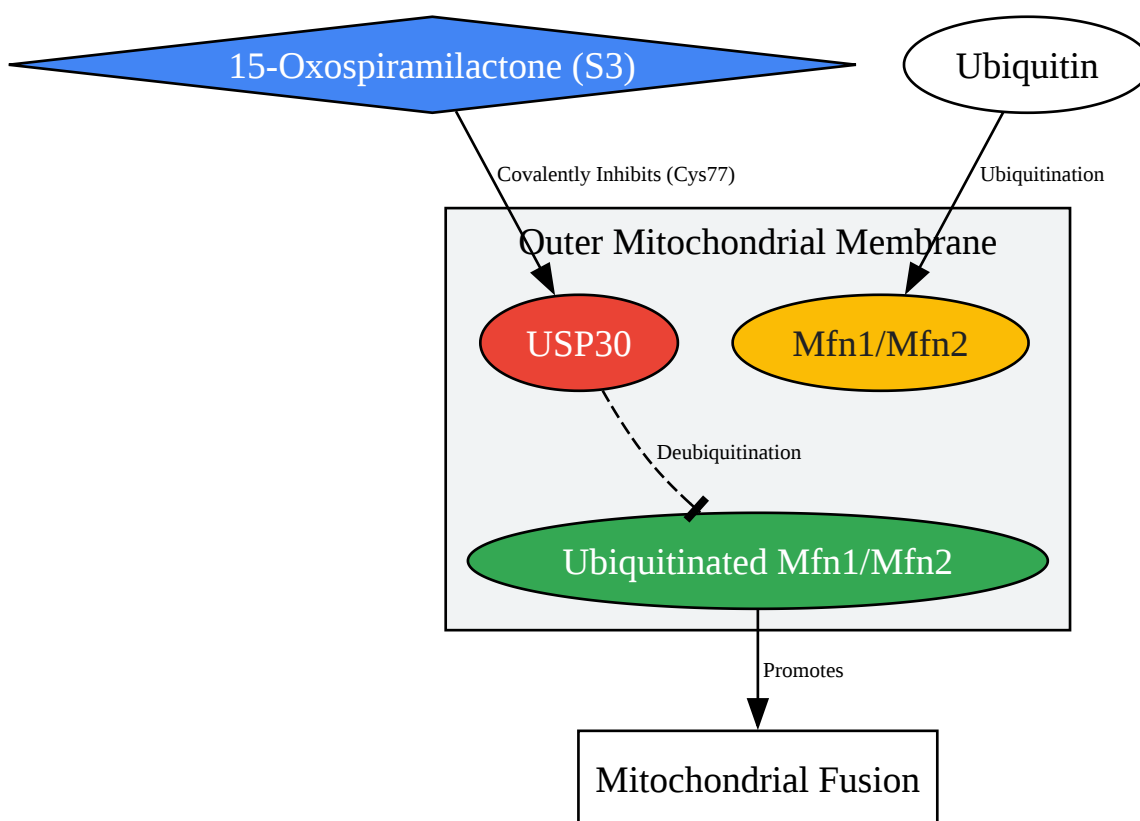 15-Oxospiramilactone (S3)
Ubiquitin
Covalently Inhibits (Cys77)
Ubiquitination
Outer Mitochondrial Membrane
USP30
Mfn1/Mfn2
Deubiquitination
Ubiquitinated Mfn1/Mfn2
Promotes
Mitochondrial Fusion